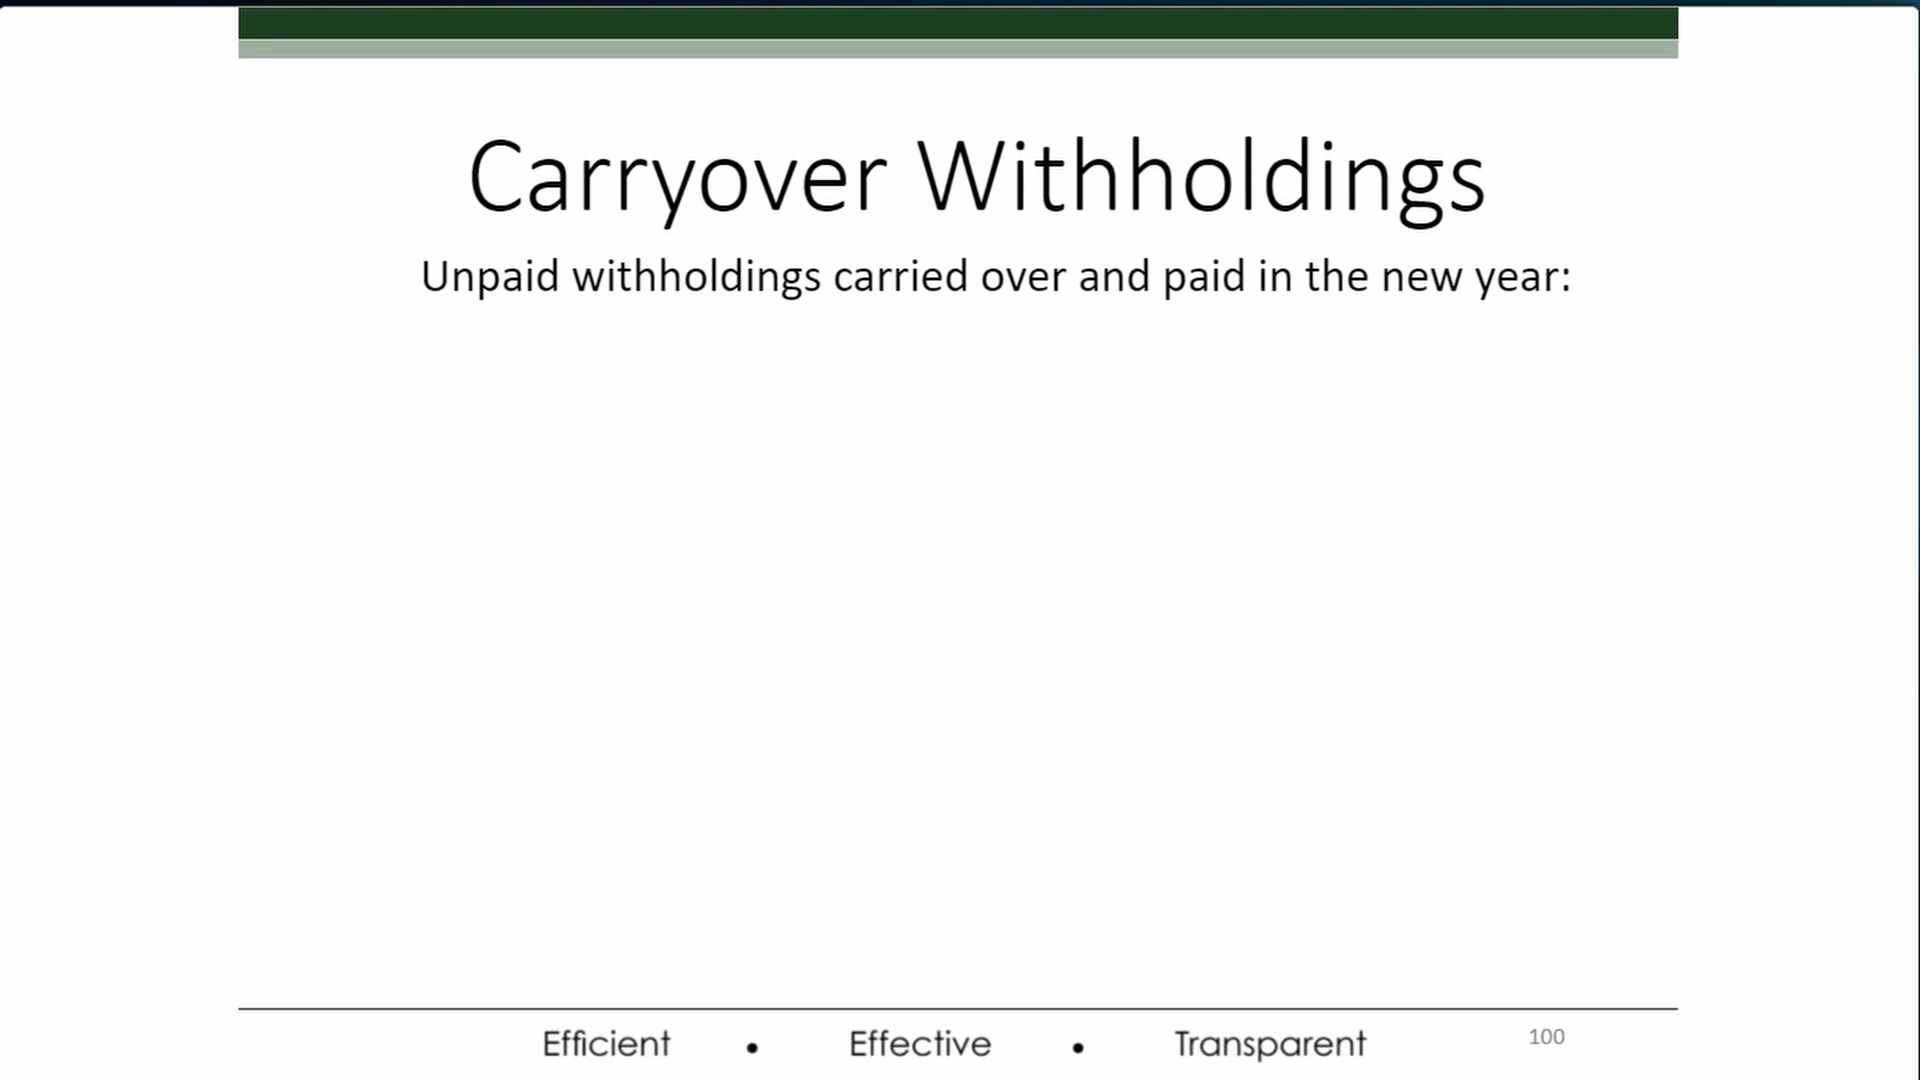 Carryover Withholdings
Unpaid withholdings carried over and paid in the new year:
Efficient • Effective • Transparent 100